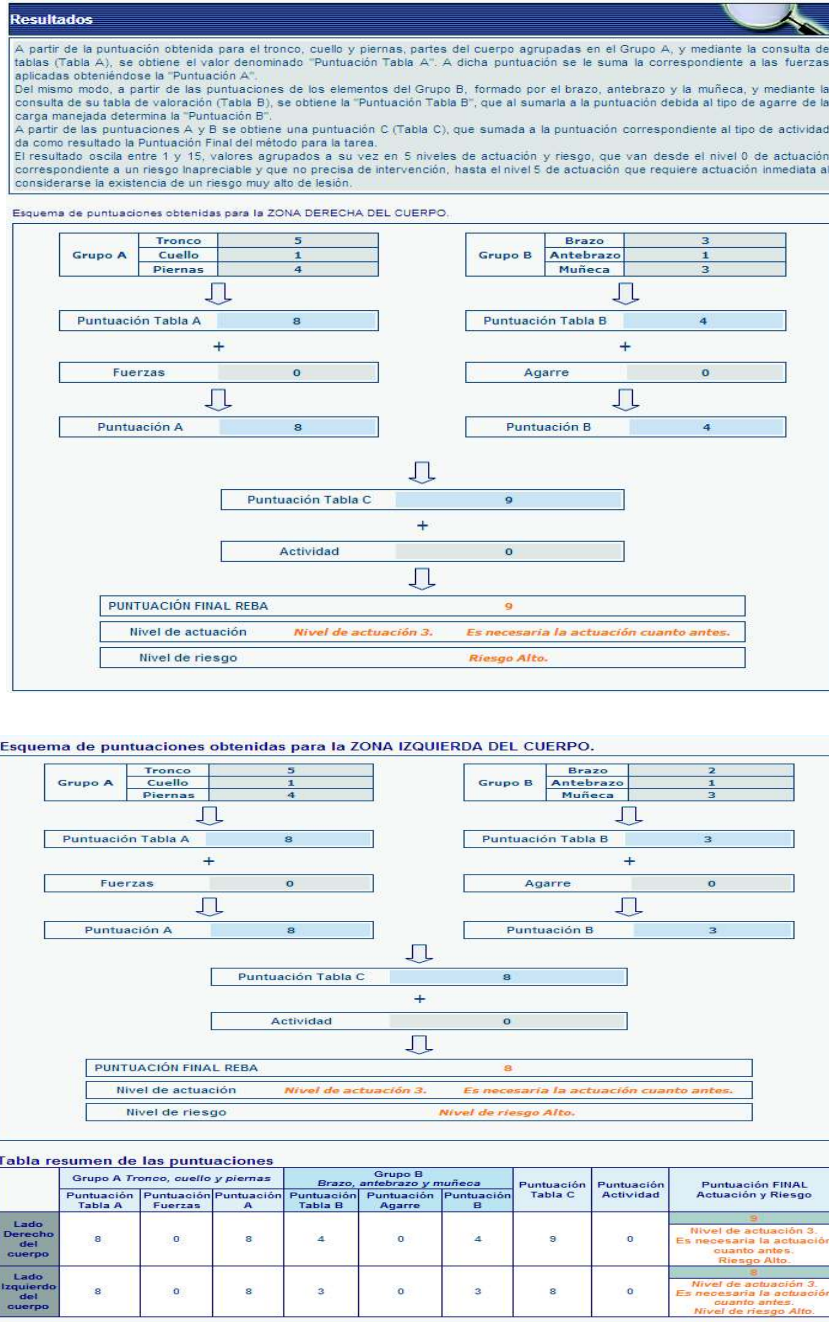 Resultados
A partir de la puntuación obtenida para el tronco, cuello y piernas, partes del cuerpo agrupadas en el Grupo A, y mediante la consulta de
tablas (Tabla A), se obtiene el valor denominado "Puntuación Tabla A". A dicha puntuación se le suma la correspondiente a las fuerzas
aplicadas obteniéndose la "Puntuación A".
Del mismo modo, a partir de las puntuaciones de los elementos del Grupo B, formado por el brazo, antebrazo y la muñeca, y mediante la
consulta de su tabla de valoración (Tabla B), se obtiene la "Puntuación Tabla B", que al sumarla a la puntuación debida al tipo de agarre de la
carga manejada determina la "Puntuación B".
A partir de las puntuaciones A y B se obtiene una puntuación C (Tabla C), que sumada a la puntuación correspondiente al tipo de actividad
da como resultado la Puntuación Final del método para la tarea.
El resultado oscila entre 1 y 15, valores agrupados a su vez en 5 niveles de actuación y riesgo, que van desde el nivel 0 de actuación
correspondiente a un riesgo Inapreciable y que no precisa de intervención, hasta el nivel 5 de actuación que requiere actuación inmediata al
considerarse la existencia de un riesgo muy alto de lesión.
Esquema de puntuaciones obtenidas para la ZONA DERECHA DEL CUERPO.
Tronco 5 Brazo 3
Grupo A Cuello 1 Grupo B Antebrazo 1
Piernas 4 Muñeca 3
Puntuación Tabla A 8 Puntuación Tabla B 4
+ +
Fuerzas 0 Agarre 0
Puntuación A 8 Puntuación B 4
Puntuación Tabla C 9
+
Actividad 0
PUNTUACIÓN FINAL REBA 9
Nivel de actuación Nivel de actuación 3. Es necesaria la actuación cuanto antes.
Nivel de riesgo Riesgo Alto.
Esquema de puntuaciones obtenidas para la ZONA IZQUIERDA DEL CUERPO.
Tronco 5 Brazo 2
Grupo A Cuello 1 Grupo B Antebrazo 1
Piernas 4 Muñeca 3
Puntuación Tabla A 8 Puntuación Tabla B 3
+ +
Fuerzas 0 Agarre 0
Puntuación A 8 Puntuación B 3
Puntuación Tabla C 8
+
Actividad 0
PUNTUACIÓN FINAL REBA 8
Nivel de actuación Nivel de actuación 3. Es necesaria la actuación cuanto antes.
Nivel de riesgo Nivel de riesgo Alto.
Tabla resumen de las puntuaciones
Grupo A Tronco, cuello y piernas
Grupo B
Brazo, antebrazo y muñeca
Puntuación Tabla A
Puntuación Fuerzas
Puntuación A
Puntuación Tabla B
Puntuación Agarre
Puntuación B
Puntuación Tabla C
Puntuación Actividad
Puntuación FINAL
Actuación y Riesgo
Lado
Derecho
del
cuerpo
8 0 8 4 0 4 9 0
9
Nivel de actuación 3.
Es necesaria la actuación
cuanto antes.
Riesgo Alto.
Lado
Izquierdo
del
cuerpo
8 0 8 3 0 3 8 0
8
Nivel de actuación 3.
Es necesaria la actuación
cuanto antes.
Nivel de riesgo Alto.